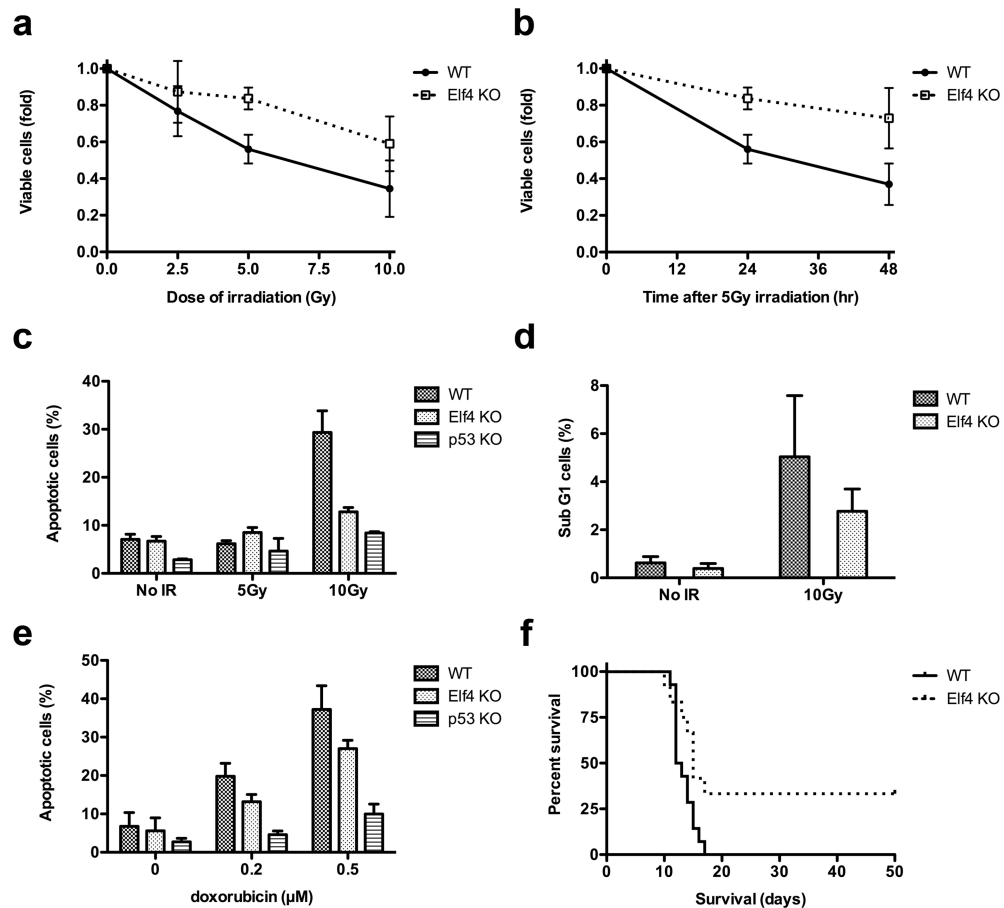 a
1.0
0.8
0.6
0.4
0.2
0.0
0.0 2.5 5.0 7.5 10.0
Viable cells (fold)
Dose of irradiation (Gy)
WT
Elf4 KO
b
1.0
0.8
0.6
0.4
0.2
0.0
0 12 24 36 48
Viable cells (fold)
Time after 5Gy irradiation (hr)
WT
Elf4 KO
c
40
30
20
10
0
No IR 5Gy 10Gy
Apoptotic cells (%)
WT
Elf4 KO
p53 KO
d
8
6
4
2
0
No IR 10Gy
Sub G1 cells (%)
WT
Elf4 KO
e
50
40
30
20
10
0
0 0.2 0.5
Apoptotic cells (%)
doxorubicin (µM)
WT
Elf4 KO
p53 KO
f
100
75
50
25
0
0 10 20 30 40 50
Percent survival
Survival (days)
WT
Elf4 KO